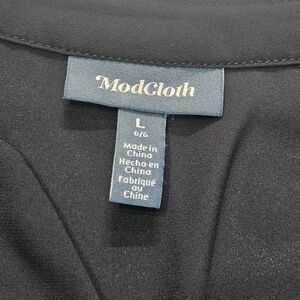 ModCloth
L
G/G
Made in
China
Hecho en
China
Fabriqué
au
Chine